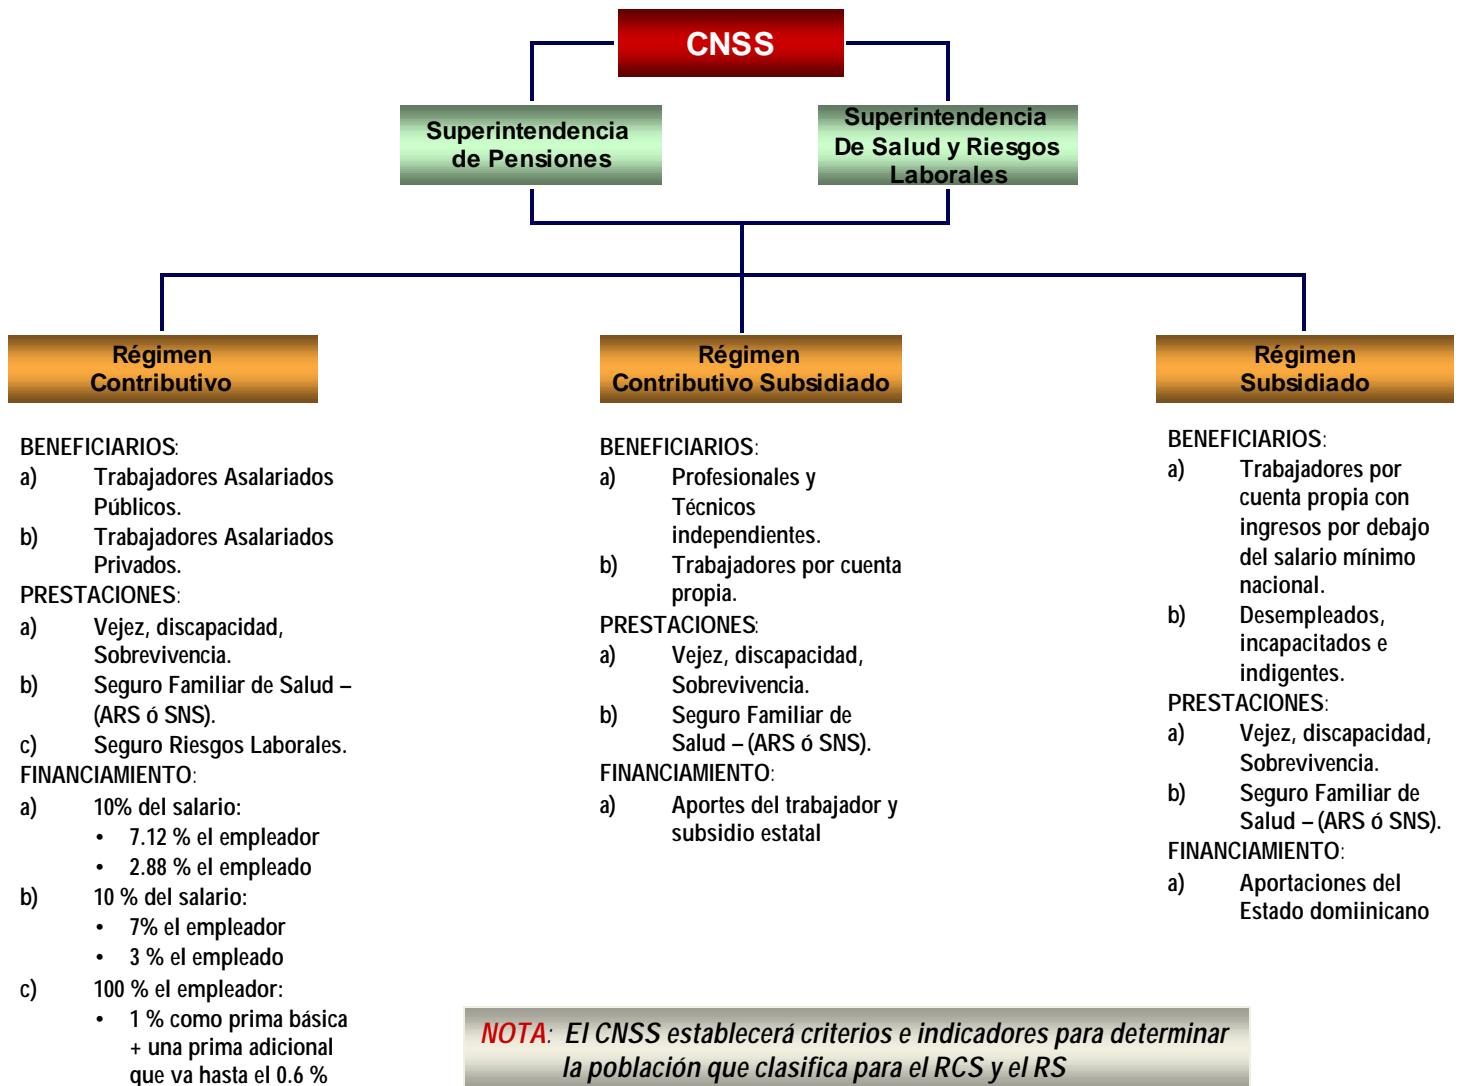 CNSS
Superintendencia
de Pensiones
Superintendencia
De Salud y Riesgos
Laborales
Régimen
Contributivo
BENEFICIARIOS:
a) Trabajadores Asalariados
Públicos.
b) Trabajadores Asalariados
Privados.
PRESTACIONES:
a) Vejez, discapacidad,
Sobrevivencia.
b) Seguro Familiar de Salud –
(ARS ó SNS).
c) Seguro Riesgos Laborales.
FINANCIAMIENTO:
a) 10% del salario:
• 7.12 % el empleador
• 2.88 % el empleado
b) 10 % del salario:
• 7% el empleador
• 3 % el empleado
c) 100 % el empleador:
• 1 % como prima básica
+ una prima adicional
que va hasta el 0.6 %
Régimen
Contributivo Subsidiado
BENEFICIARIOS:
a) Profesionales y
Técnicos
independientes.
b) Trabajadores por cuenta
propia.
PRESTACIONES:
a) Vejez, discapacidad,
Sobrevivencia.
b) Seguro Familiar de
Salud – (ARS ó SNS).
FINANCIAMIENTO:
a) Aportes del trabajador y
subsidio estatal
Régimen
Subsidiado
BENEFICIARIOS:
a) Trabajadores por
cuenta propia con
ingresos por debajo
del salario mínimo
nacional.
b) Desempleados,
incapacitados e
indigentes.
PRESTACIONES:
a) Vejez, discapacidad,
Sobrevivencia.
b) Seguro Familiar de
Salud – (ARS ó SNS).
FINANCIAMIENTO:
a) Aportaciones del
Estado domiinicano
NOTA: El CNSS establecerá criterios e indicadores para determinar
la población que clasifica para el RCS y el RS